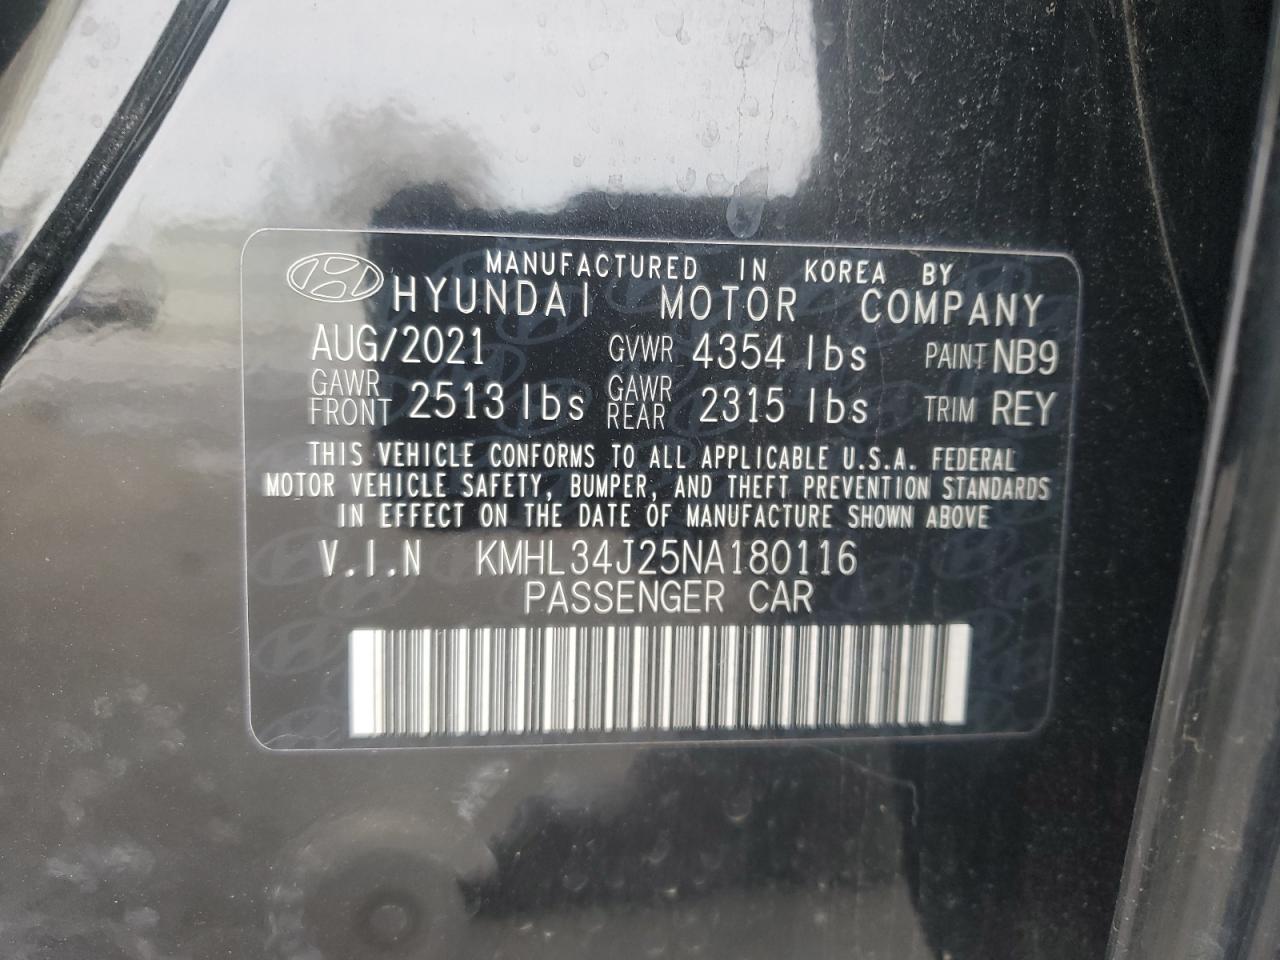 MANUFACTURED IN KOREA BY
HYUNDAI MOTOR COMPANY
AUG/2021 GVWR 4354 lbs PAINT NB9
GAWR FRONT 2513 lbs GAWR REAR 2315 lbs TRIM REY
THIS VEHICLE CONFORMS TO ALL APPLICABLE U.S.A. FEDERAL
MOTOR VEHICLE SAFETY, BUMPER, AND THEFT PREVENTION STANDARDS
IN EFFECT ON THE DATE OF MANUFACTURE SHOWN ABOVE
V.I.N KMHL34J25NA180116
PASSENGER CAR